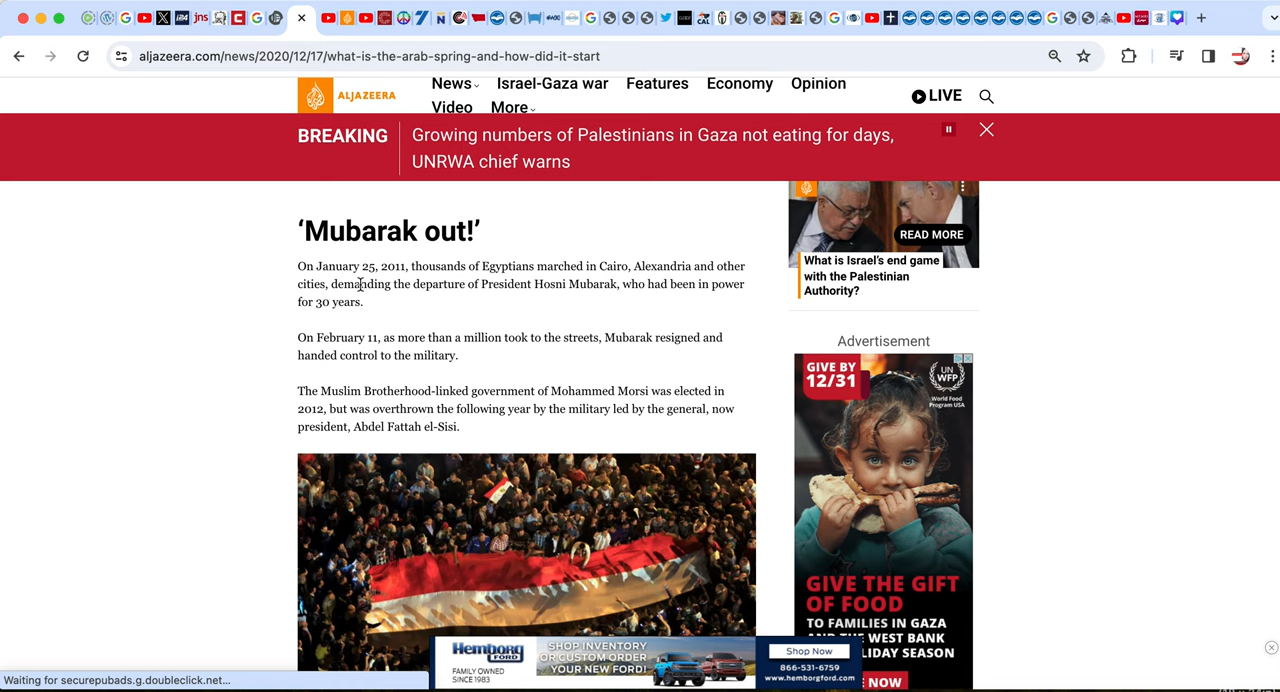 aljazeera.com/news/2020/12/17/what-is-the-arab-spring-and-how-did-it-start
ALJAZEERA
News Israel-Gaza war Features Economy Opinion
Video More
LIVE
BREAKING
Growing numbers of Palestinians in Gaza not eating for days,
UNRWA chief warns
‘Mubarak out!’
On January 25, 2011, thousands of Egyptians marched in Cairo, Alexandria and other
cities, demanding the departure of President Hosni Mubarak, who had been in power
for 30 years.
On February 11, as more than a million took to the streets, Mubarak resigned and
handed control to the military.
The Muslim Brotherhood-linked government of Mohammed Morsi was elected in
2012, but was overthrown the following year by the military led by the general, now
president, Abdel Fattah el-Sisi.
READ MORE
What is Israel’s end game
with the Palestinian
Authority?
Advertisement
GIVE BY
12/31
UN
WFP
World Food
Program USA
GIVE THE GIFT
OF FOOD
TO FAMILIES IN GAZA
AND THE WEST BANK
NOW
Hemborg
FORD
FAMILY OWNED
SINCE 1983
SHOP INVENTORY
OR CUSTOM ORDER
YOUR NEW FORD!
Shop Now
866-531-6759
www.hemborgford.com
Waiting for securepubads.g.doubleclick.net...